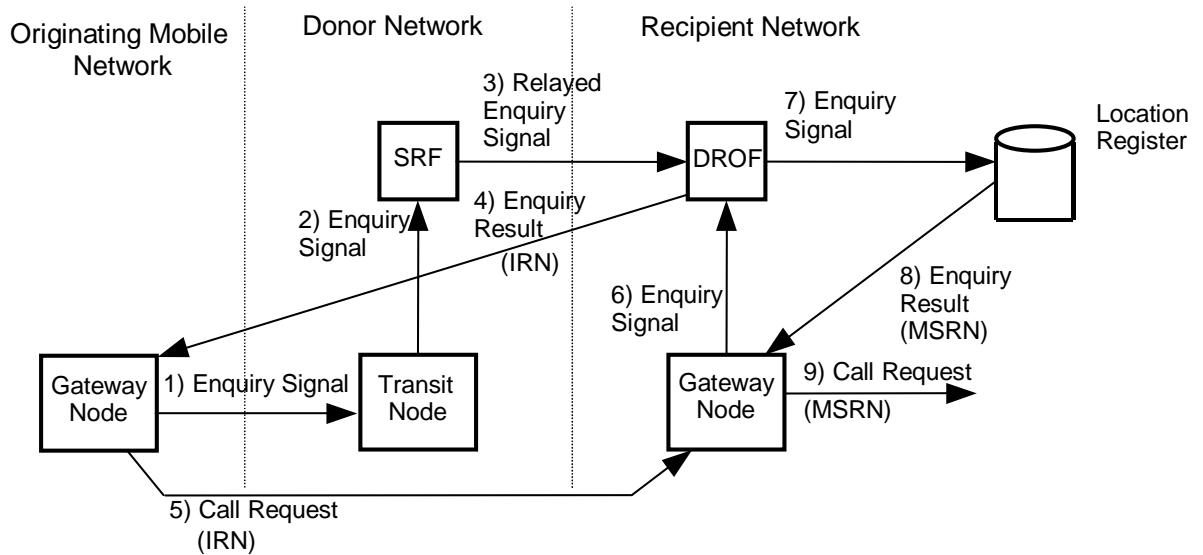 Originating Mobile
Network
Donor Network
Recipient Network
3) Relayed
Enquiry
Signal
7) Enquiry
Signal
Location
Register
SRF
DROF
2) Enquiry
Signal
4) Enquiry
Result
(IRN)
6) Enquiry
Signal
8) Enquiry
Result
(MSRN)
Gateway
Node
1) Enquiry Signal
Transit
Node
Gateway
Node
9) Call Request
(MSRN)
5) Call Request
(IRN)